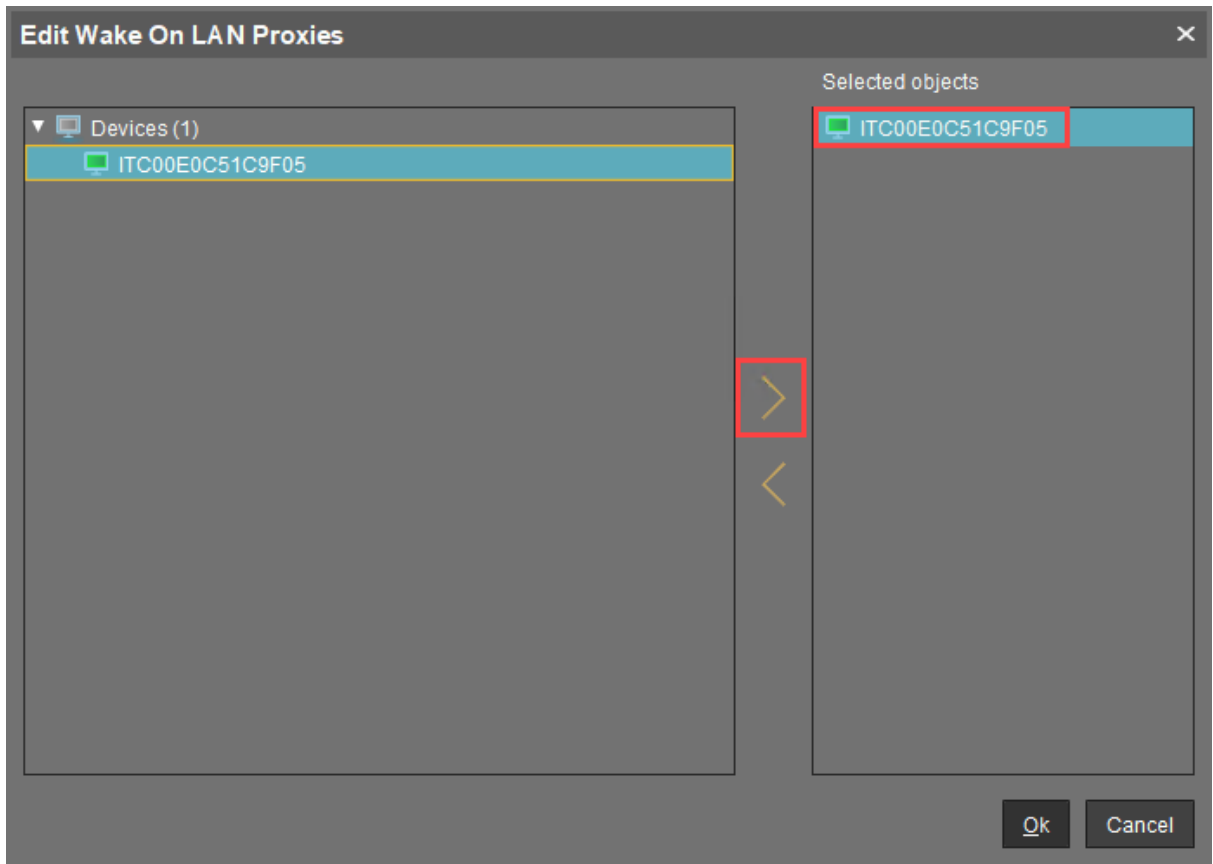 Edit Wake On LAN Proxies
Selected objects
Devices (1)
ITC00E0C51C9F05
ITC00E0C51C9F05
Ok
Cancel